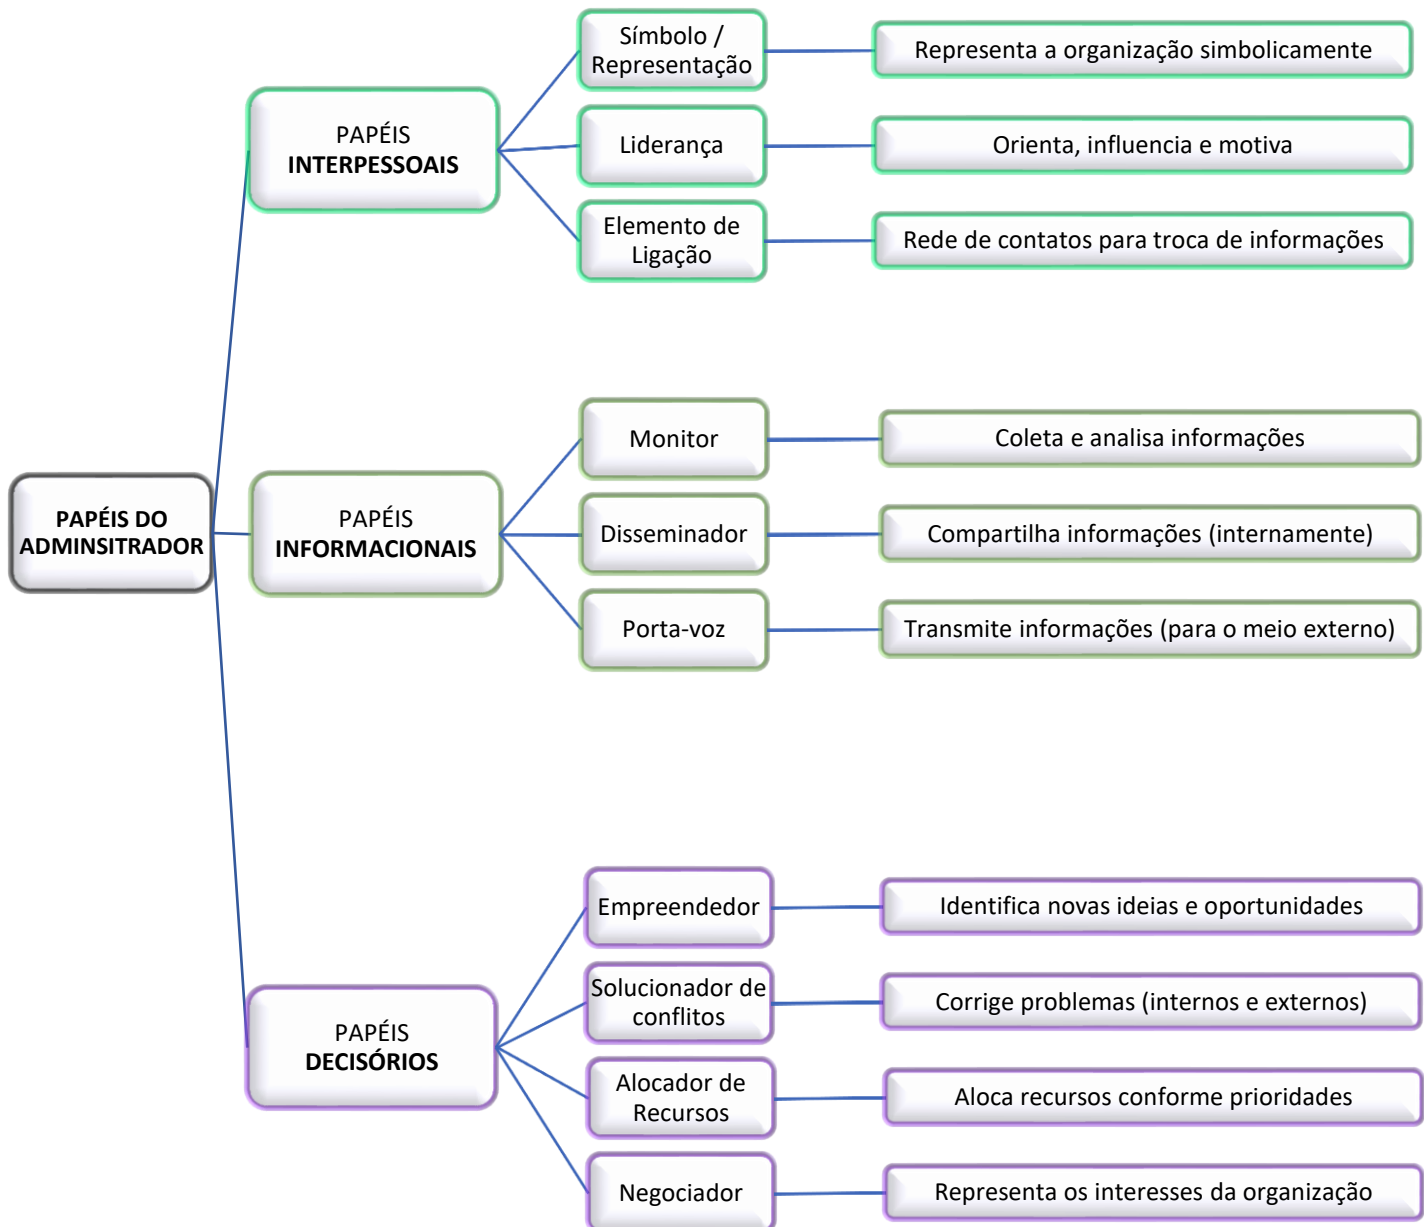 PAPÉIS DO
ADMINSITRADOR
PAPÉIS
INTERPESSOAIS
Símbolo /
Representação
Representa a organização simbolicamente
Liderança
Orienta, influencia e motiva
Elemento de
Ligação
Rede de contatos para troca de informações
PAPÉIS
INFORMACIONAIS
Monitor
Coleta e analisa informações
Disseminador
Compartilha informações (internamente)
Porta-voz
Transmite informações (para o meio externo)
PAPÉIS
DECISÓRIOS
Empreendedor
Identifica novas ideias e oportunidades
Solucionador de
conflitos
Corrige problemas (internos e externos)
Alocador de
Recursos
Aloca recursos conforme prioridades
Negociador
Representa os interesses da organização